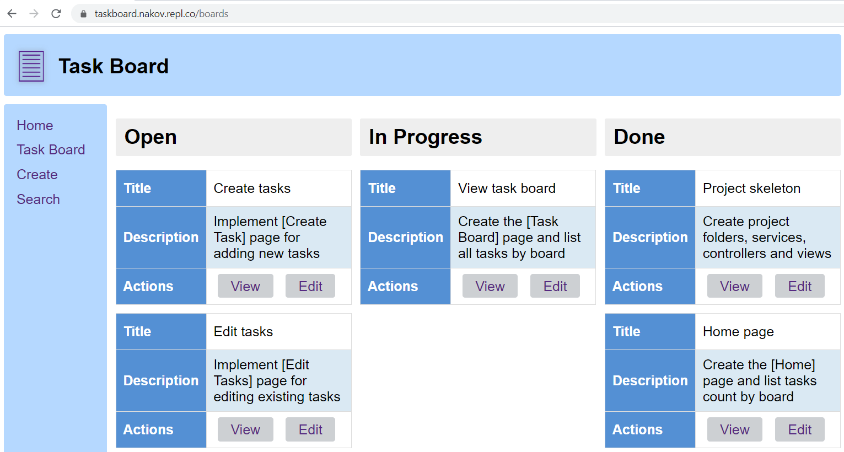 taskboard.nakov.repl.co/boards
Task Board
Home
Task Board
Create
Search
Open
Title
Create tasks
Description
Implement [Create
Task] page for
adding new tasks
Actions
View
Edit
Title
Edit tasks
Description
Implement [Edit
Tasks] page for
editing existing tasks
Actions
View
Edit
In Progress
Title
View task board
Description
Create the [Task
Board] page and list
all tasks by board
Actions
View
Edit
Done
Title
Project skeleton
Description
Create project
folders, services,
controllers and views
Actions
View
Edit
Title
Home page
Description
Create the [Home]
page and list tasks
count by board
Actions
View
Edit